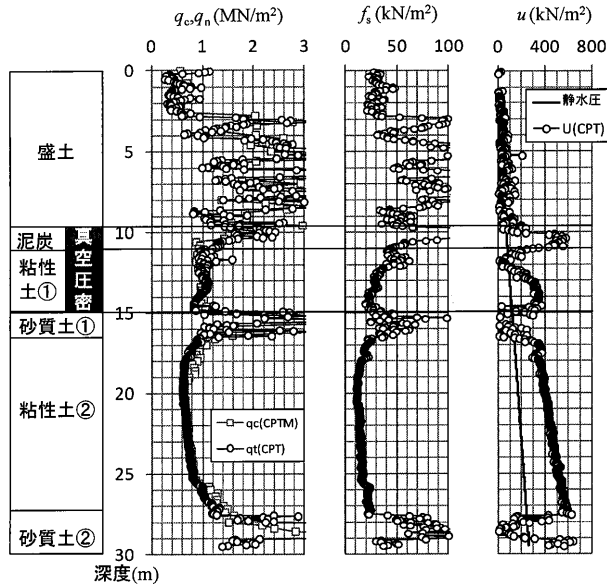 qc,qn (MN/m²)
fs(kN/m²)
u(kN/m²)
0 1 2 3
0 50 100
0 400 800
0
5
10
15
20
25
30
盛土
泥炭
真空圧密
粘性土①
砂質土①
粘性土②
砂質土②
静水圧
U(CPT)
qc(CPTM)
qt(CPT)
深度(m)